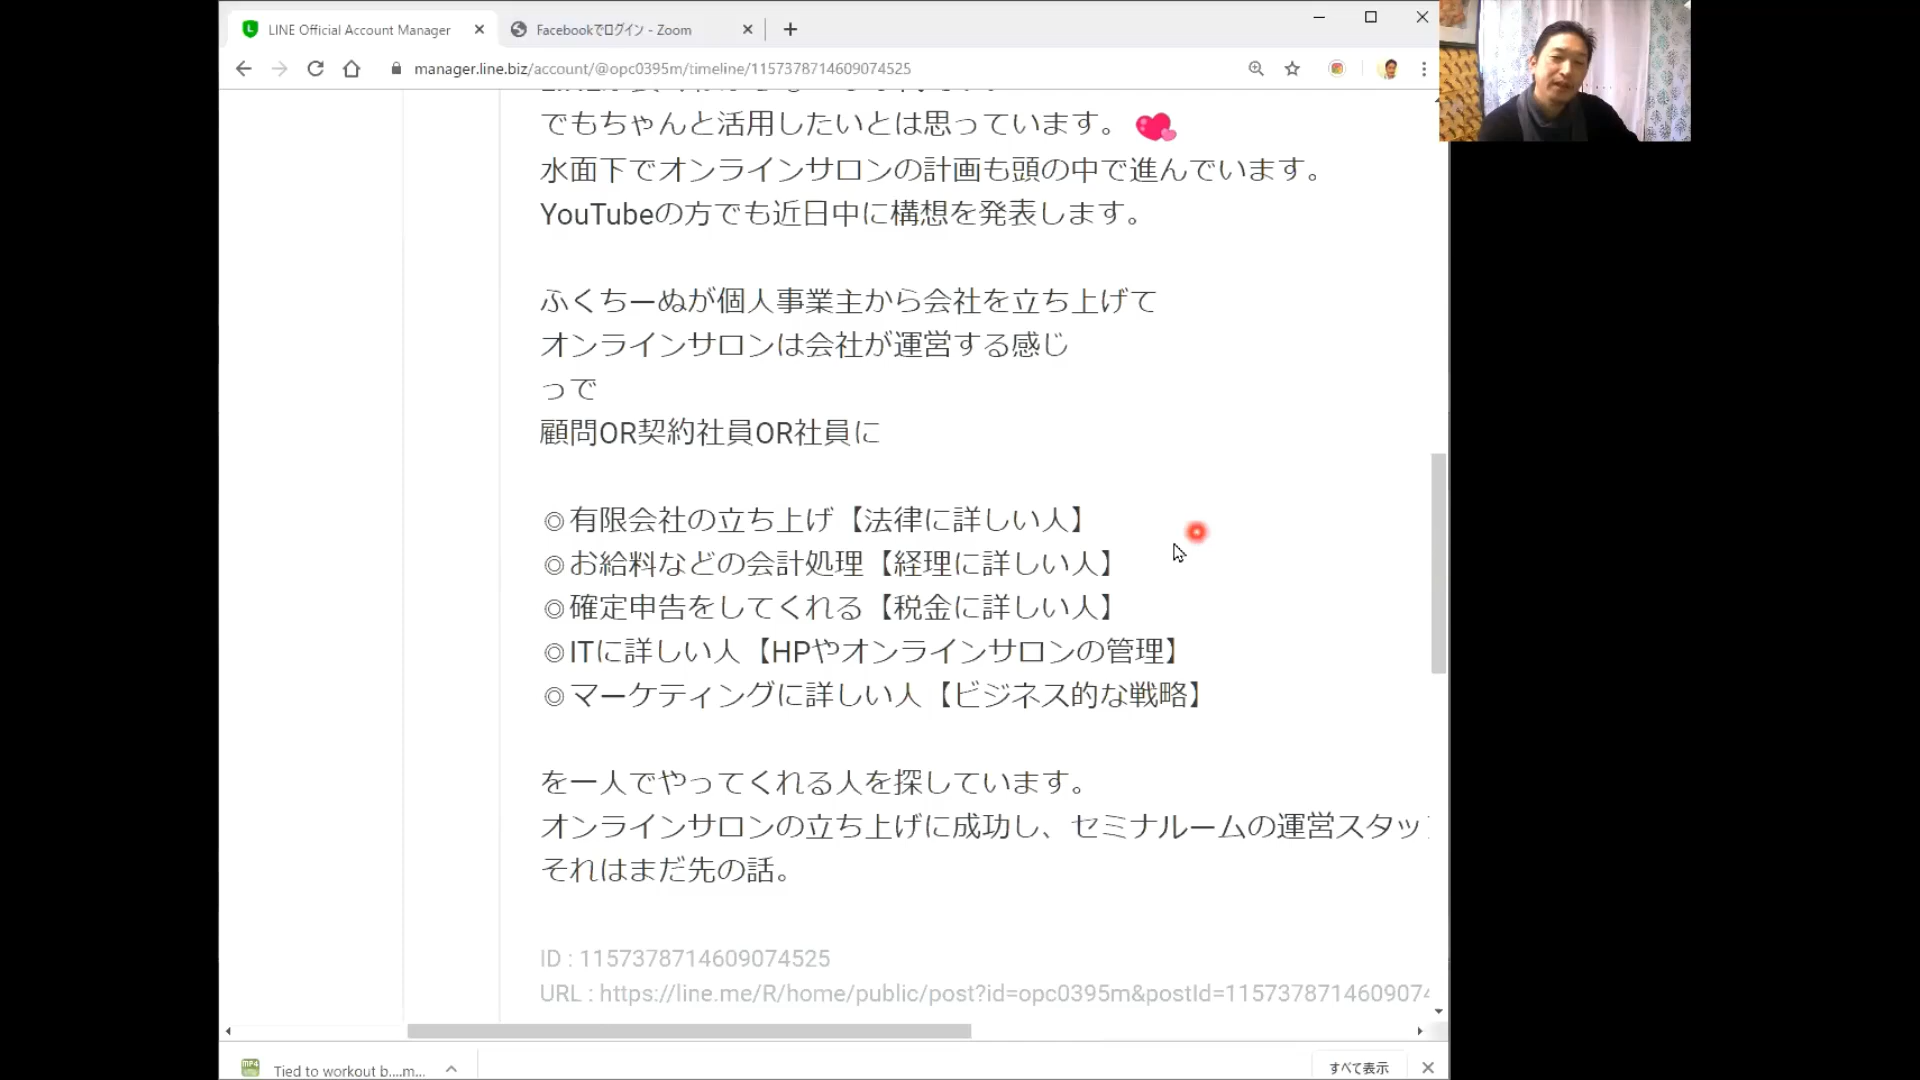 LINE Official Account Manager
Facebookでログイン - Zoom
manager.line.biz/account/@opc0395m/timeline/1157378714609074525
でもちゃんと活用したいとは思っています。
水面下でオンラインサロンの計画も頭の中で進んでいます。
YouTubeの方でも近日中に構想を発表します。
ふくちーぬが個人事業主から会社を立ち上げて
オンラインサロンは会社が運営する感じ
っで
顧問OR契約社員OR社員に
◎有限会社の立ち上げ【法律に詳しい人】
◎お給料などの会計処理【経理に詳しい人】
◎確定申告をしてくれる【税金に詳しい人】
◎ITに詳しい人【HPやオンラインサロンの管理】
◎マーケティングに詳しい人【ビジネス的な戦略】
を一人でやってくれる人を探しています。
オンラインサロンの立ち上げに成功し、セミナルームの運営スタッ
それはまだ先の話。
ID : 1157378714609074525
URL : https://line.me/R/home/public/post?id=opc0395m&postId=115737871460907
Tied to workout b....m...
すべて表示